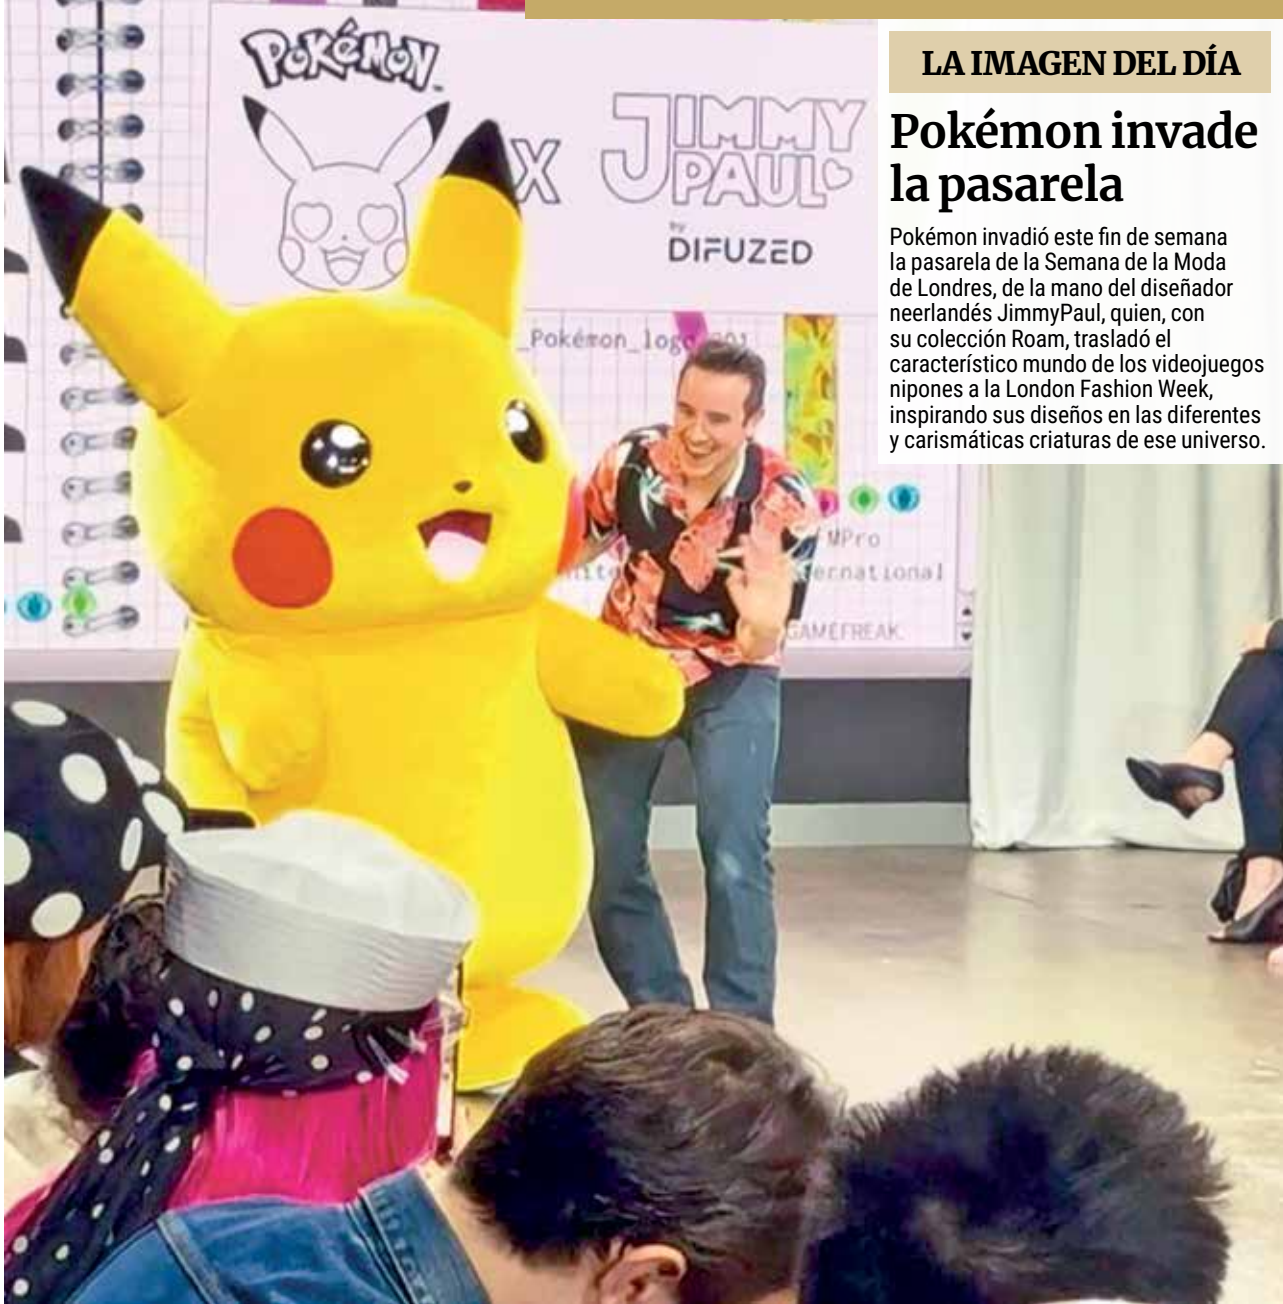 POKÉMON
X
JIMMY
PAUL
by
DIFUZED
LA IMAGEN DEL DÍA
Pokémon invade
la pasarela
Pokémon invadió este fin de semana
la pasarela de la Semana de la Moda
de Londres, de la mano del diseñador
neerlandés JimmyPaul, quien, con
su colección Roam, trasladó el
característico mundo de los videojuegos
nipones a la London Fashion Week,
inspirando sus diseños en las diferentes
y carismáticas criaturas de ese universo.
_Pokémon_logo
MPro
ernational
GAMEFREAK